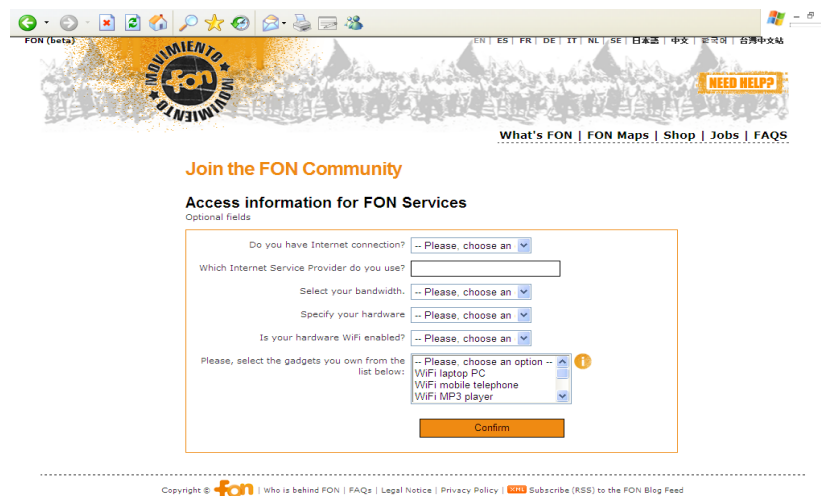 FON (beta)
EN | ES | FR | DE | IT | NL | SE | 日本語 | 中文 | 한국어 | 台灣中文站
MOVIMIENTO
fon
MOVIMIENTO
NEED HELP?
What's FON | FON Maps | Shop | Jobs | FAQS
Join the FON Community
Access information for FON Services
Optional fields
Do you have Internet connection? -- Please, choose an
Which Internet Service Provider do you use?
Select your bandwidth. -- Please, choose an
Specify your hardware -- Please, choose an
Is your hardware WiFi enabled? -- Please, choose an
Please, select the gadgets you own from the
list below:
-- Please, choose an option --
WiFi laptop PC
WiFi mobile telephone
WiFi MP3 player
i
Confirm
Copyright © fon | Who is behind FON | FAQs | Legal Notice | Privacy Policy | XML Subscribe (RSS) to the FON Blog Feed